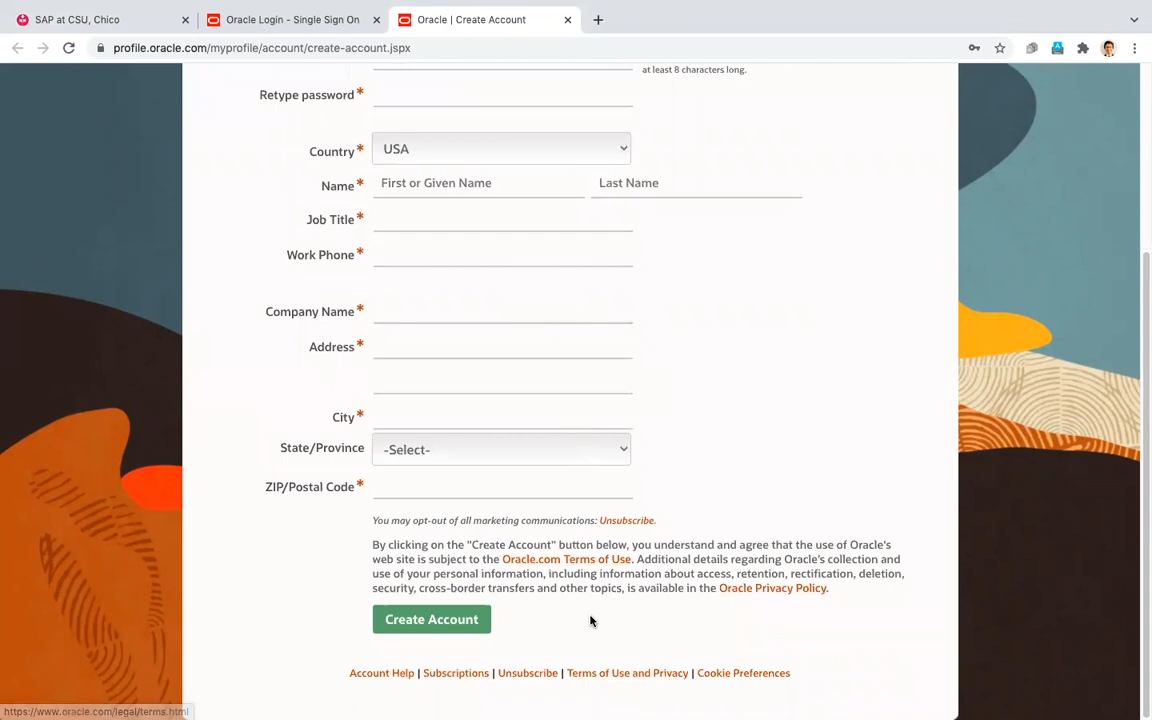 SAP at CSU, Chico
Oracle Login - Single Sign On
Oracle | Create Account
profile.oracle.com/myprofile/account/create-account.jspx
at least 8 characters long.
Retype password*
Country* USA
Name* First or Given Name Last Name
Job Title*
Work Phone*
Company Name*
Address*
City*
State/Province -Select-
ZIP/Postal Code*
You may opt-out of all marketing communications: Unsubscribe.
By clicking on the "Create Account" button below, you understand and agree that the use of Oracle's
web site is subject to the Oracle.com Terms of Use. Additional details regarding Oracle's collection and
use of your personal information, including information about access, retention, rectification, deletion,
security, cross-border transfers and other topics, is available in the Oracle Privacy Policy.
Create Account
Account Help | Subscriptions | Unsubscribe | Terms of Use and Privacy | Cookie Preferences
https://www.oracle.com/legal/terms.html